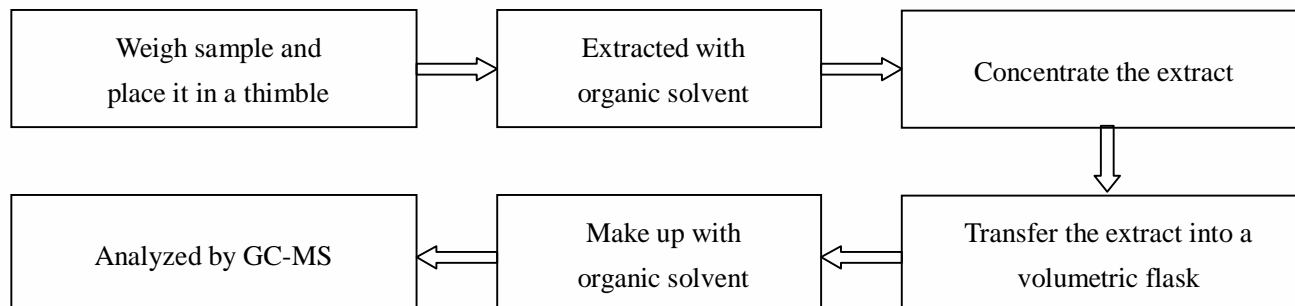 Weigh sample and
place it in a thimble
Extracted with
organic solvent
Concentrate the extract
Transfer the extract into a
volumetric flask
Make up with
organic solvent
Analyzed by GC-MS